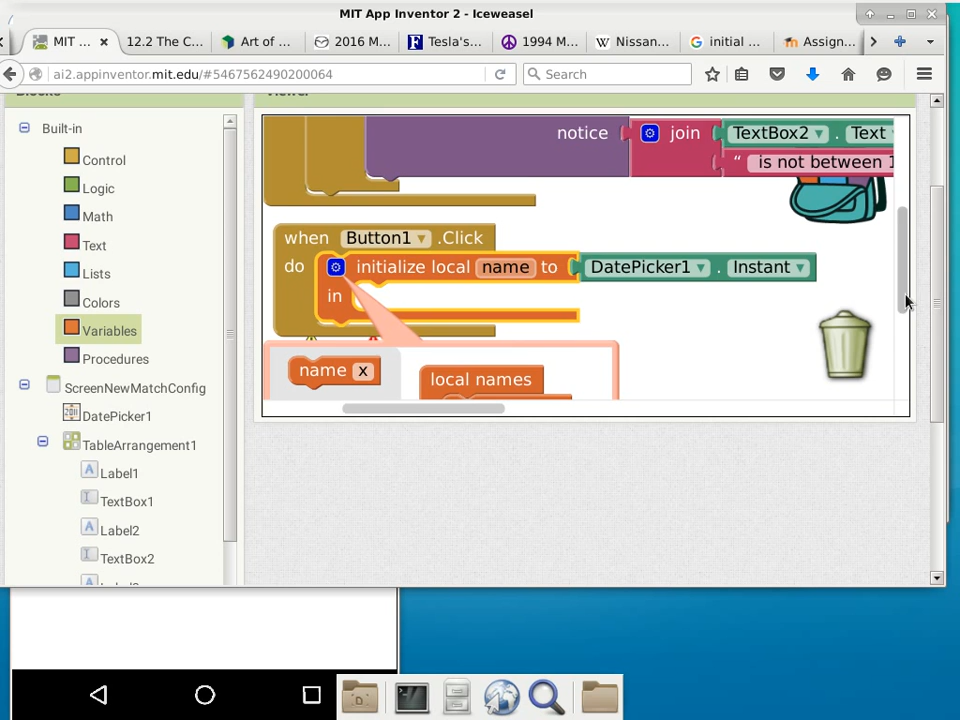 MIT App Inventor 2 - Iceweasel
MIT ...
12.2 The C...
Art of ...
2016 M...
Tesla's...
1994 M...
Nissan...
initial ...
Assign...
ai2.appinventor.mit.edu/#5467562490200064
Search
Blocks
Viewer
Built-in
Control
Logic
Math
Text
Lists
Colors
Variables
Procedures
ScreenNewMatchConfig
DatePicker1
TableArrangement1
Label1
TextBox1
Label2
TextBox2
notice join TextBox2 . Text
“ is not between 1
when Button1 .Click
do initialize local name to DatePicker1 . Instant
in
name x
local names